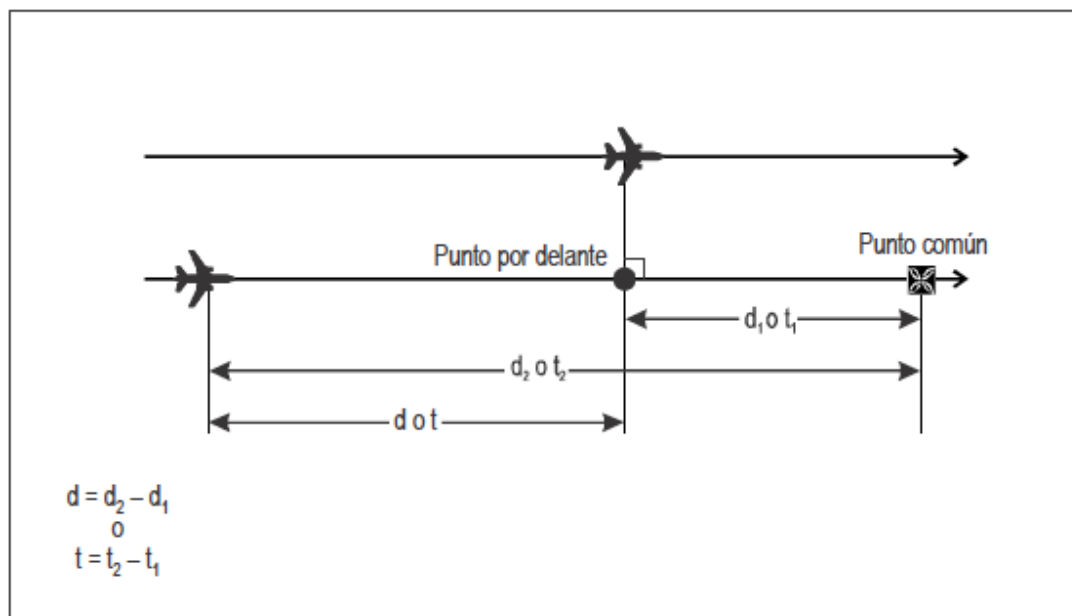 Punto por delante
Punto común
d₁ o t₁
d₂ o t₂
d o t
d = d₂ – d₁
o
t = t₂ – t₁